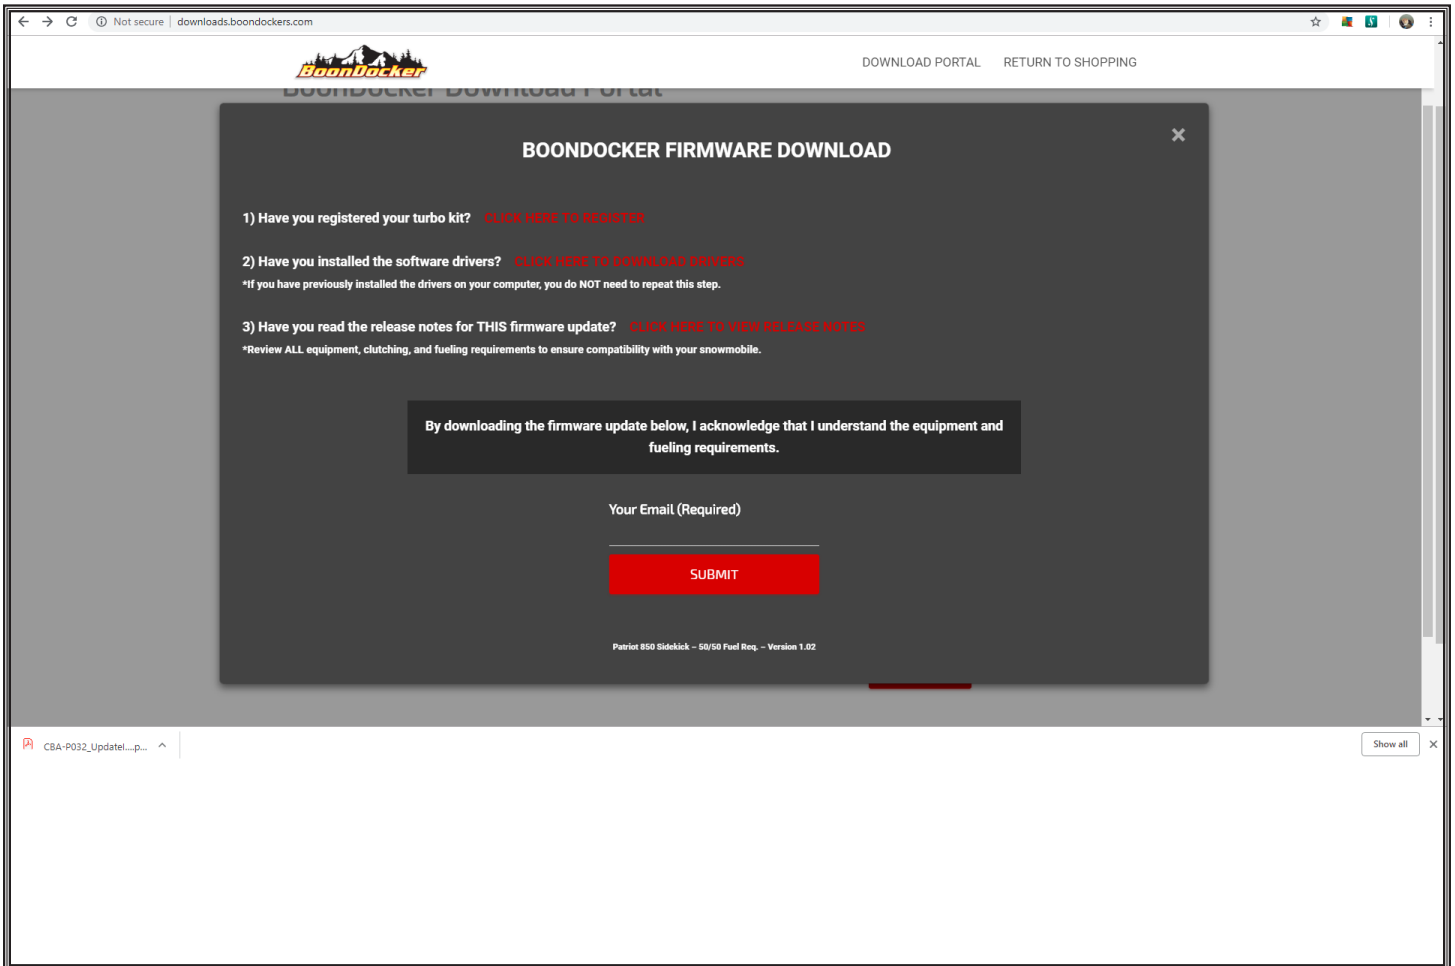 Not secure | downloads.boondockers.com
BoonDocker
DOWNLOAD PORTAL RETURN TO SHOPPING
BoonDocker Download Portal
BOONDOCKER FIRMWARE DOWNLOAD
×
1) Have you registered your turbo kit? CLICK HERE TO REGISTER
2) Have you installed the software drivers? CLICK HERE TO DOWNLOAD DRIVERS
*If you have previously installed the drivers on your computer, you do NOT need to repeat this step.
3) Have you read the release notes for THIS firmware update? CLICK HERE TO VIEW RELEASE NOTES
*Review ALL equipment, clutching, and fueling requirements to ensure compatibility with your snowmobile.
By downloading the firmware update below, I acknowledge that I understand the equipment and
fueling requirements.
Your Email (Required)
SUBMIT
Patriot 850 Sidekick – 50/50 Fuel Req. – Version 1.02
CBA-P032_UpdateI....p... Show all